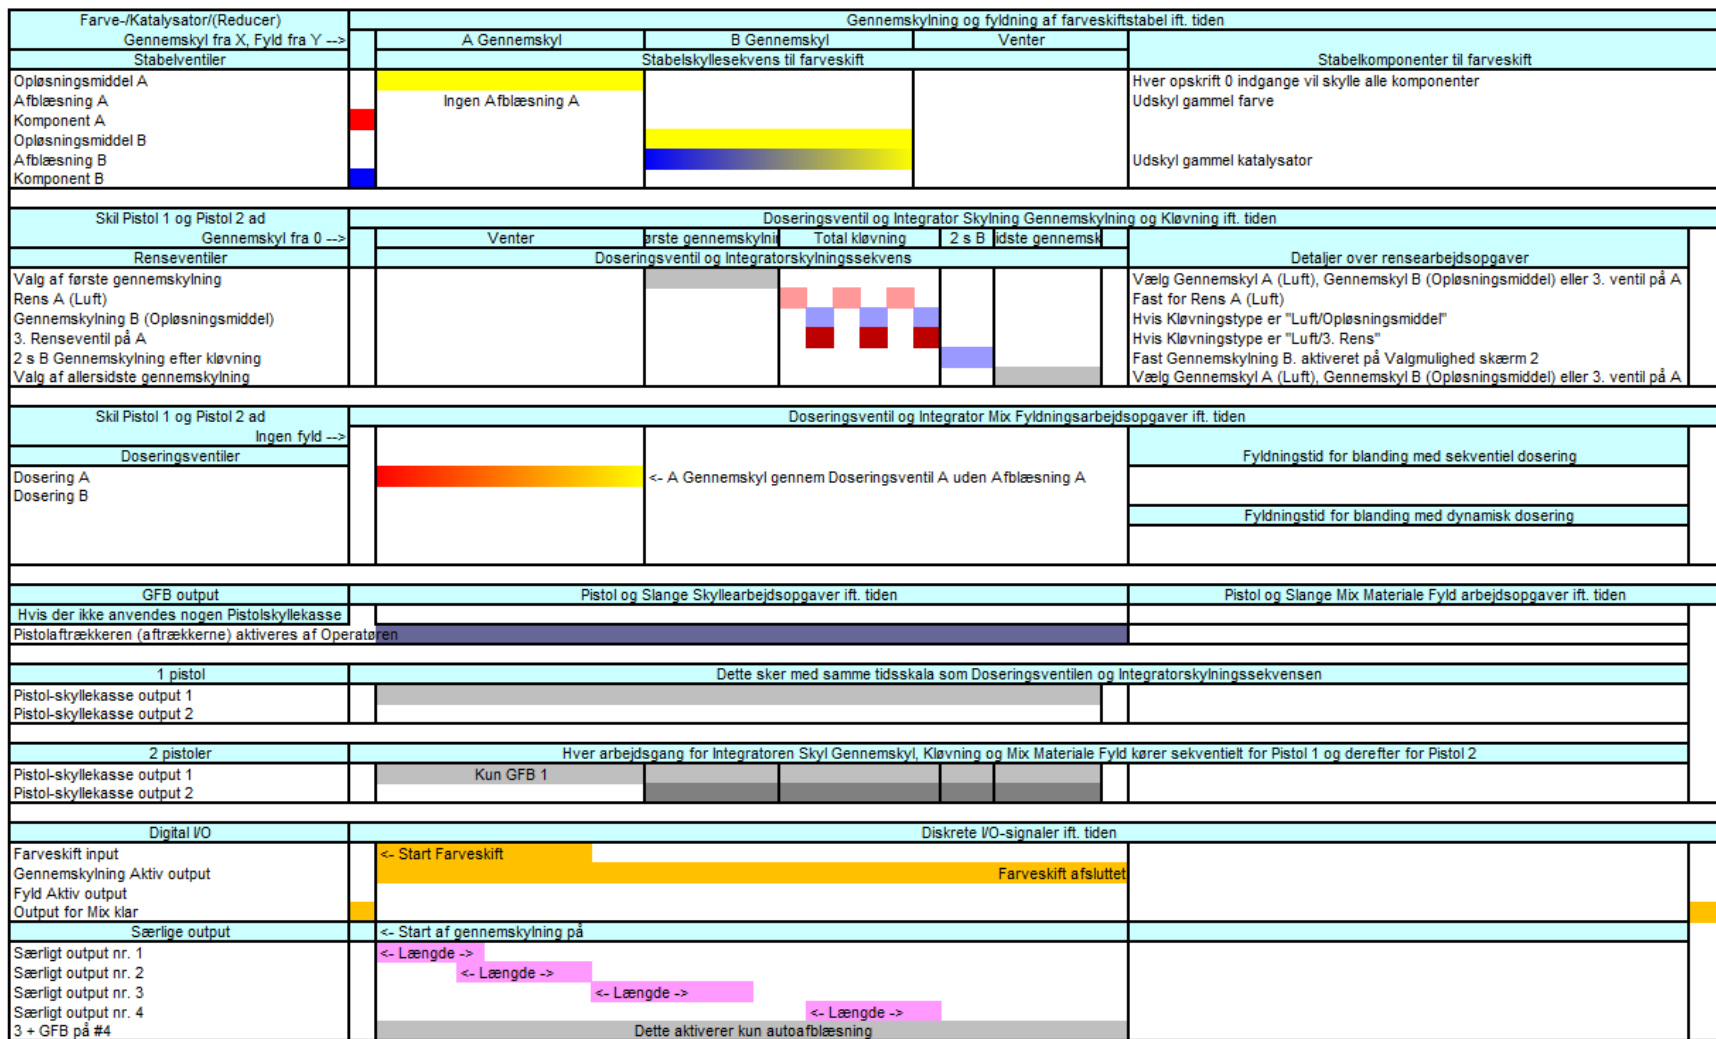 Farve-/Katalysator/(Reducer)
Gennemskylning og fyldning af farveskiftstabel ift. tiden
Gennemskyl fra X, Fyld fra Y -->
A Gennemskyl
B Gennemskyl
Venter
Stabelventiler
Stabelskyllesekvens til farveskift
Stabelkomponenter til farveskift
Opløsningsmiddel A
Hver opskrift 0 indgange vil skylle alle komponenter
Afblæsning A
Ingen Afblæsning A
Udskyl gammel farve
Komponent A
Opløsningsmiddel B
Afblæsning B
Udskyl gammel katalysator
Komponent B
Skil Pistol 1 og Pistol 2 ad
Doseringsventil og Integrator Skylning Gennemskylning og Kløvning ift. tiden
Gennemskyl fra 0 -->
Venter
ørste gennemskylnin
Total kløvning
2 s B
idste gennemsk
Renseventiler
Doseringsventil og Integratorskylningssekvens
Detaljer over rensearbejdsopgaver
Valg af første gennemskylning
Vælg Gennemskyl A (Luft), Gennemskyl B (Opløsningsmiddel) eller 3. ventil på A
Rens A (Luft)
Fast for Rens A (Luft)
Gennemskylning B (Opløsningsmiddel)
Hvis Kløvningstype er "Luft/Opløsningsmiddel"
3. Renseventil på A
Hvis Kløvningstype er "Luft/3. Rens"
2 s B Gennemskylning efter kløvning
Fast Gennemskylning B. aktiveret på Valgmulighed skærm 2
Valg af allersidste gennemskylning
Vælg Gennemskyl A (Luft), Gennemskyl B (Opløsningsmiddel) eller 3. ventil på A
Skil Pistol 1 og Pistol 2 ad
Doseringsventil og Integrator Mix Fyldningsarbejdsopgaver ift. tiden
Ingen fyld -->
Doseringsventiler
Fyldningstid for blanding med sekventiel dosering
Dosering A
<- A Gennemskyl gennem Doseringsventil A uden Afblæsning A
Dosering B
Fyldningstid for blanding med dynamisk dosering
GFB output
Pistol og Slange Skyllearbejdsopgaver ift. tiden
Pistol og Slange Mix Materiale Fyld arbejdsopgaver ift. tiden
Hvis der ikke anvendes nogen Pistolskyllekasse
Pistolaftrækkeren (aftrækkerne) aktiveres af Operatøren
1 pistol
Dette sker med samme tidsskala som Doseringsventilen og Integratorskylningssekvensen
Pistol-skyllekasse output 1
Pistol-skyllekasse output 2
2 pistoler
Hver arbejdsgang for Integratoren Skyl Gennemskyl, Kløvning og Mix Materiale Fyld kører sekventielt for Pistol 1 og derefter for Pistol 2
Pistol-skyllekasse output 1
Kun GFB 1
Pistol-skyllekasse output 2
Digital I/O
Diskrete I/O-signaler ift. tiden
Farveskift input
<- Start Farveskift
Gennemskylning Aktiv output
Farveskift afsluttet
Fyld Aktiv output
Output for Mix klar
Særlige output
<- Start af gennemskylning på
Særligt output nr. 1
<- Længde ->
Særligt output nr. 2
<- Længde ->
Særligt output nr. 3
<- Længde ->
Særligt output nr. 4
<- Længde ->
3 + GFB på #4
Dette aktiverer kun autoafblæsning